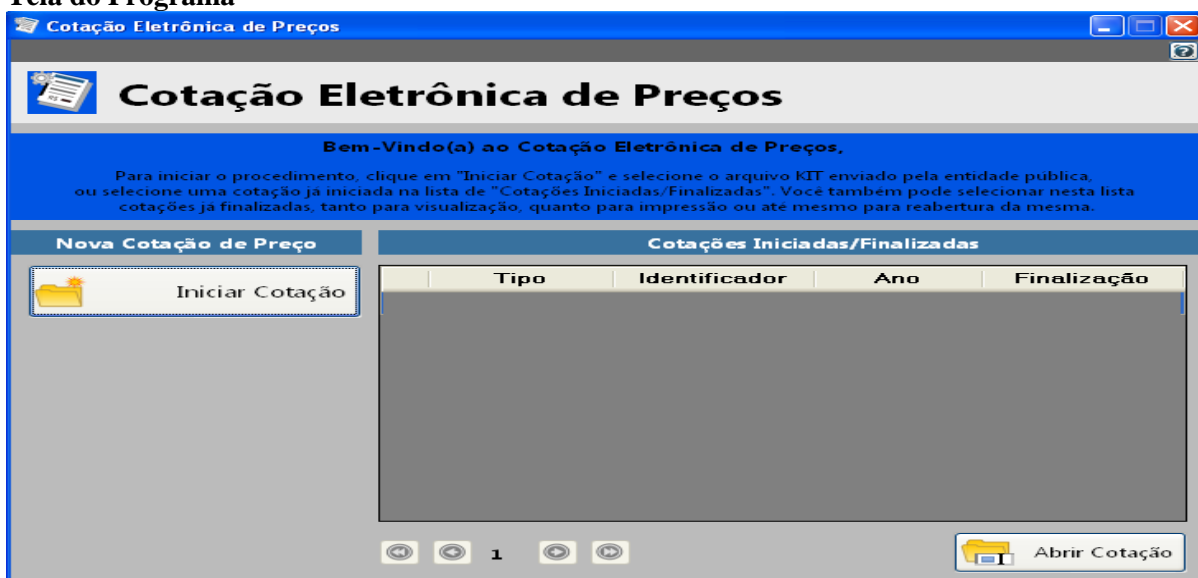 Tela do Programa
Cotação Eletrônica de Preços
Cotação Eletrônica de Preços
Bem-Vindo(a) ao Cotação Eletrônica de Preços,
Para iniciar o procedimento, clique em "Iniciar Cotação" e selecione o arquivo KIT enviado pela entidade pública,
ou selecione uma cotação já iniciada na lista de "Cotações Iniciadas/Finalizadas". Você também pode selecionar nesta lista
cotações já finalizadas, tanto para visualização, quanto para impressão ou até mesmo para reabertura da mesma.
Nova Cotação de Preço
Cotações Iniciadas/Finalizadas
Iniciar Cotação
Tipo Identificador Ano Finalização
1
Abrir Cotação